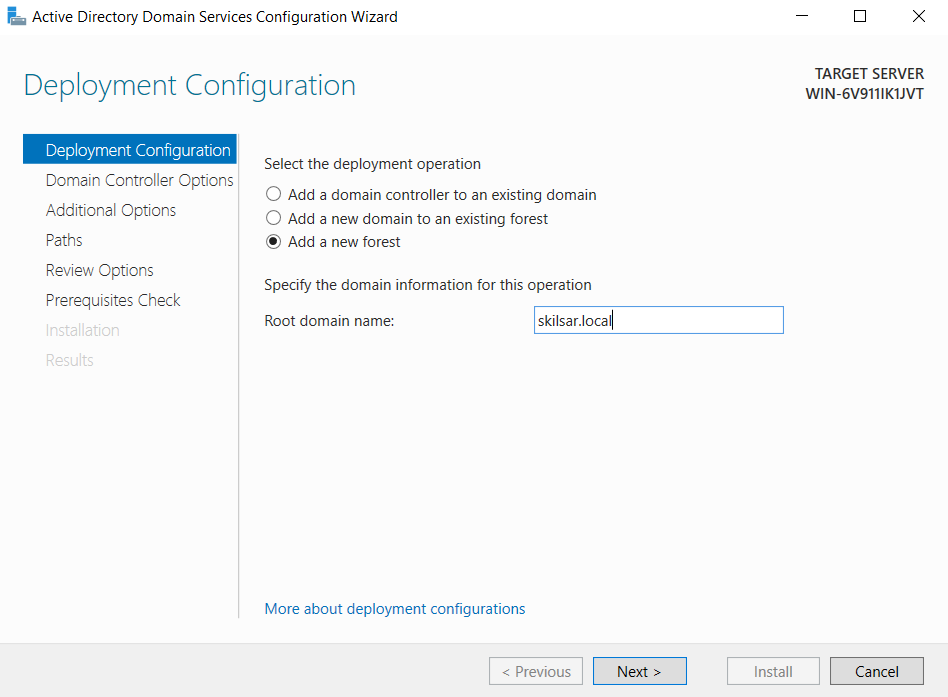 Active Directory Domain Services Configuration Wizard
Deployment Configuration
TARGET SERVER
WIN-6V911IK1JVT
Deployment Configuration
Domain Controller Options
Additional Options
Paths
Review Options
Prerequisites Check
Installation
Results
Select the deployment operation
Add a domain controller to an existing domain
Add a new domain to an existing forest
Add a new forest
Specify the domain information for this operation
Root domain name: skilsar.local
More about deployment configurations
< Previous Next > Install Cancel